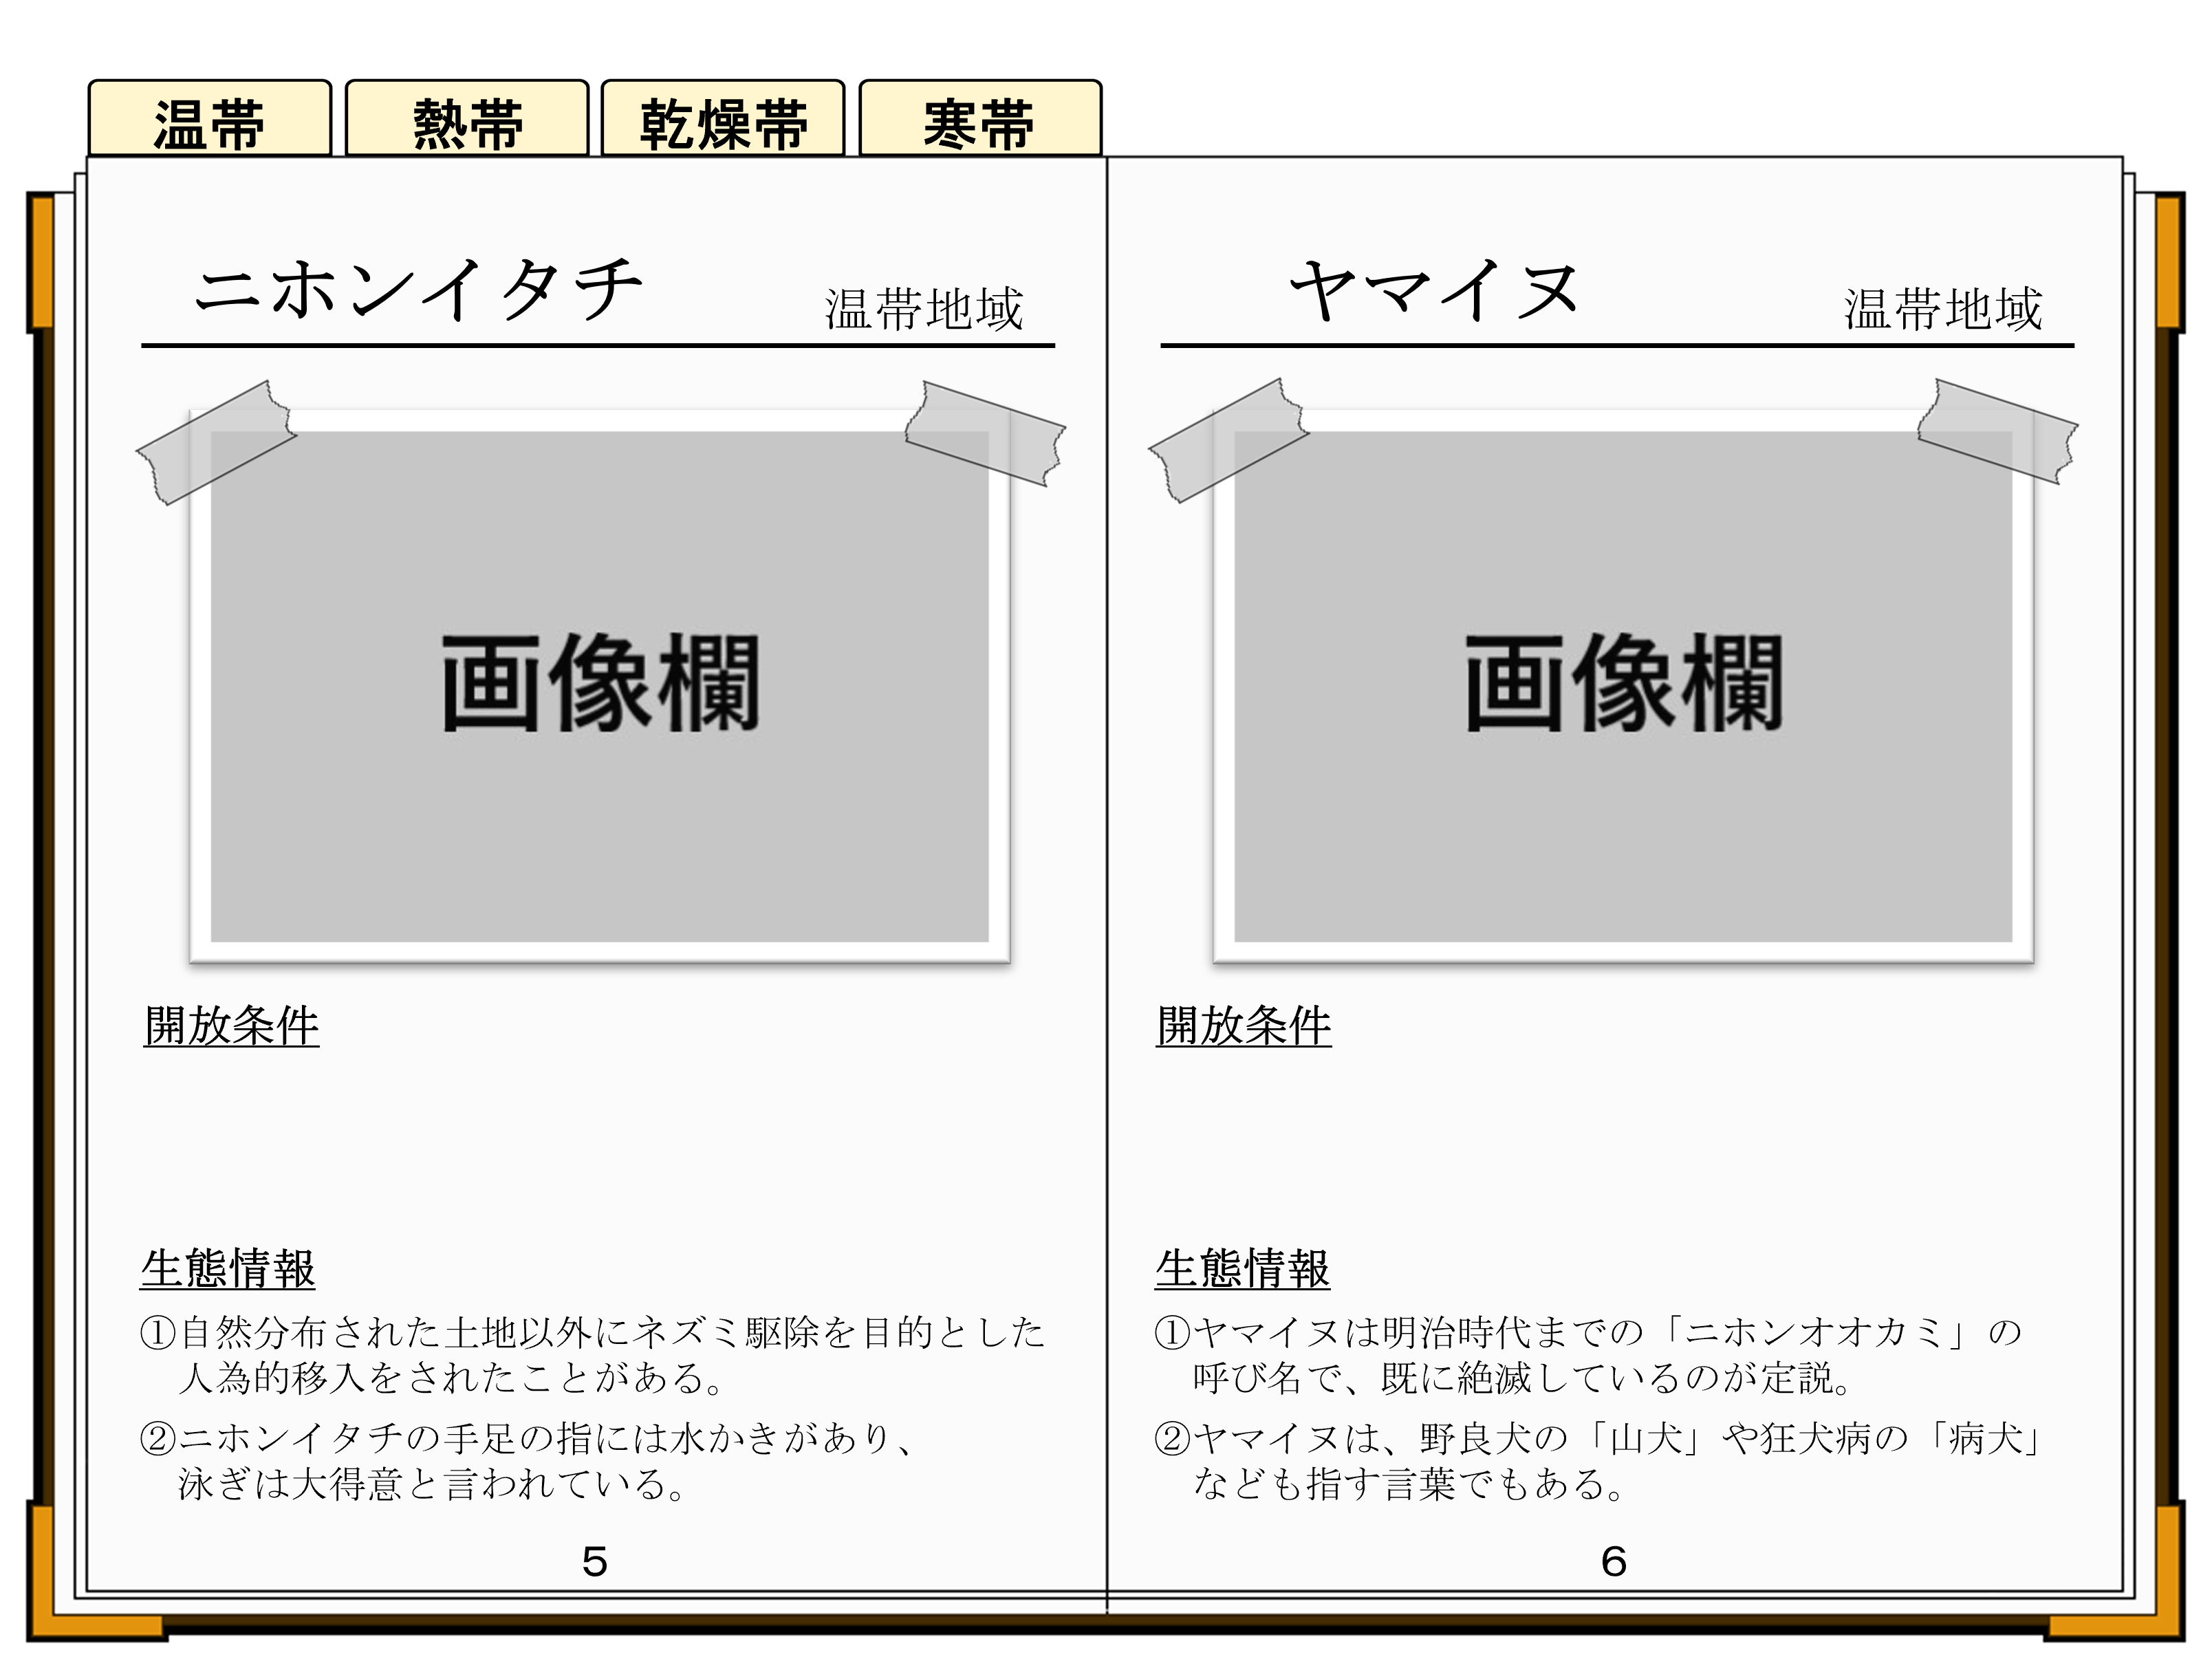 温帯
熱帯
乾燥帯
寒帯
ニホンイタチ
温帯地域
画像欄
開放条件
生態情報
①自然分布された土地以外にネズミ駆除を目的とした
人為的移入をされたことがある。
②ニホンイタチの手足の指には水かきがあり、
泳ぎは大得意と言われている。
5
ヤマイヌ
温帯地域
画像欄
開放条件
生態情報
①ヤマイヌは明治時代までの「ニホンオオカミ」の
呼び名で、既に絶滅しているのが定説。
②ヤマイヌは、野良犬の「山犬」や狂犬病の「病犬」
なども指す言葉でもある。
6